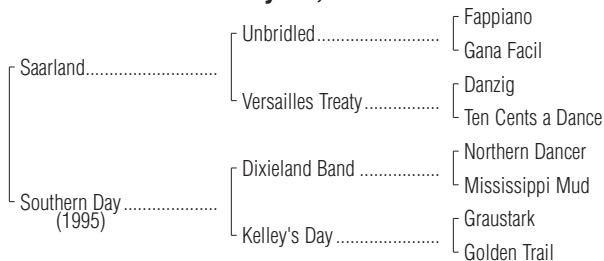 Saarland
Southern Day
(1995)
Unbridled
Versailles Treaty
Dixieland Band
Kelley's Day
Fappiano
Gana Facil
Danzig
Ten Cents a Dance
Northern Dancer
Mississippi Mud
Graustark
Golden Trail